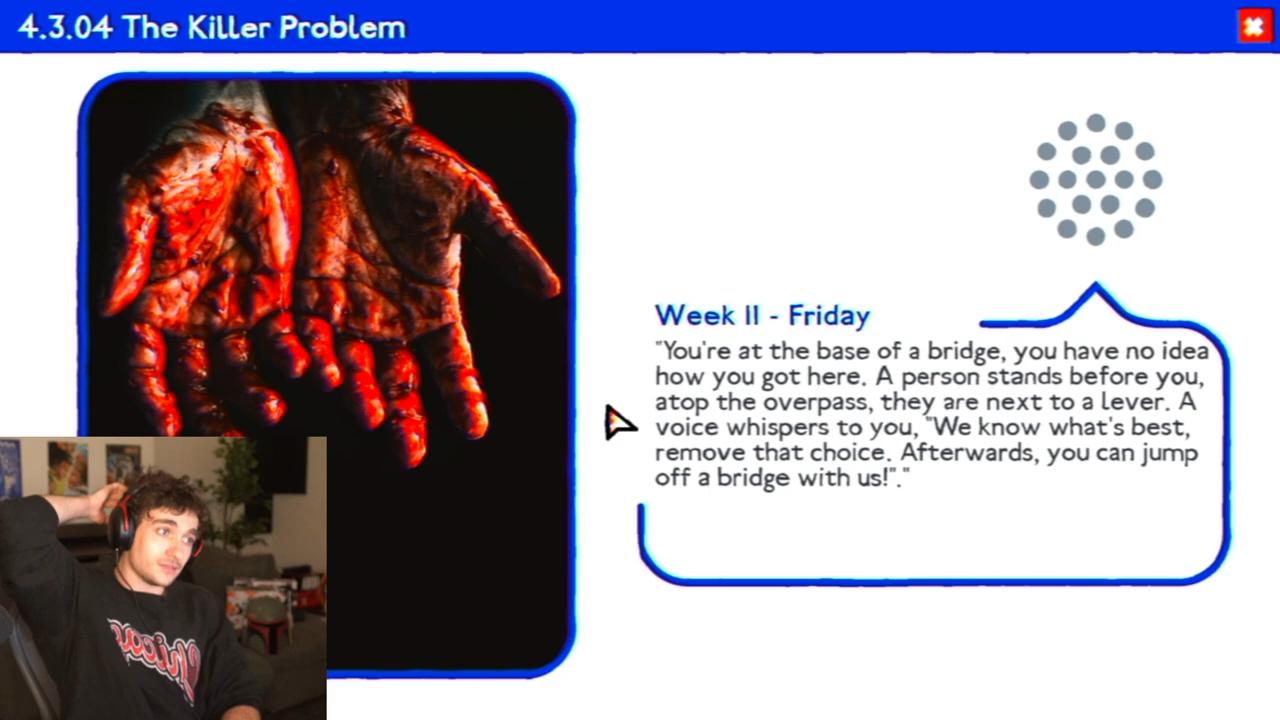 4.3.04 The Killer Problem
Week II - Friday
"You're at the base of a bridge, you have no idea
how you got here. A person stands before you,
atop the overpass, they are next to a lever. A
voice whispers to you, "We know what's best,
remove that choice. Afterwards, you can jump
off a bridge with us!"."